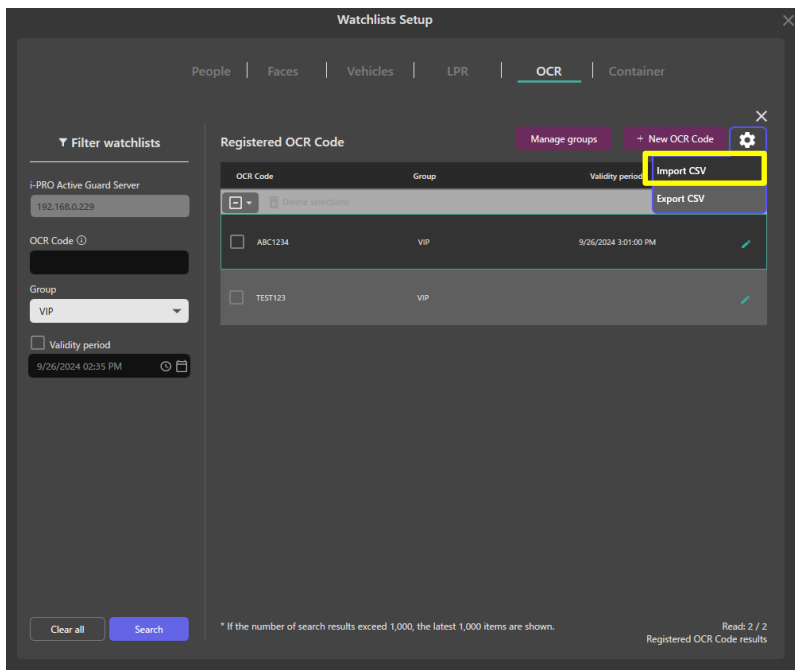 Watchlists Setup
People
Faces
Vehicles
LPR
OCR
Container
Filter watchlists
i-PRO Active Guard Server
192.168.0.229
OCR Code
Group
VIP
Validity period
9/26/2024 02:35 PM
Clear all
Search
Registered OCR Code
Manage groups
+ New OCR Code
Import CSV
Export CSV
OCR Code
Group
Validity period
Delete selections
ABC1234
VIP
9/26/2024 3:01:00 PM
TEST123
VIP
* If the number of search results exceed 1,000, the latest 1,000 items are shown.
Read: 2 / 2
Registered OCR Code results